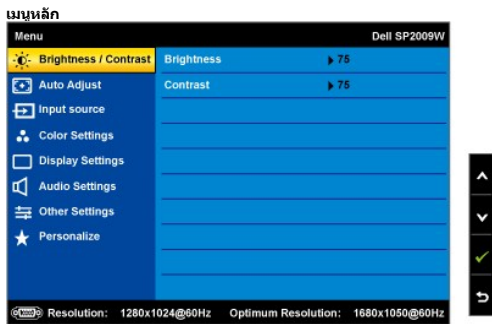 เมนูหลัก
Menu Dell SP2009W
Brightness / Contrast Brightness 75
Auto Adjust Contrast 75
Input source
Color Settings
Display Settings
Audio Settings
Other Settings
Personalize
Resolution: 1280x1024@60Hz Optimum Resolution: 1680x1050@60Hz